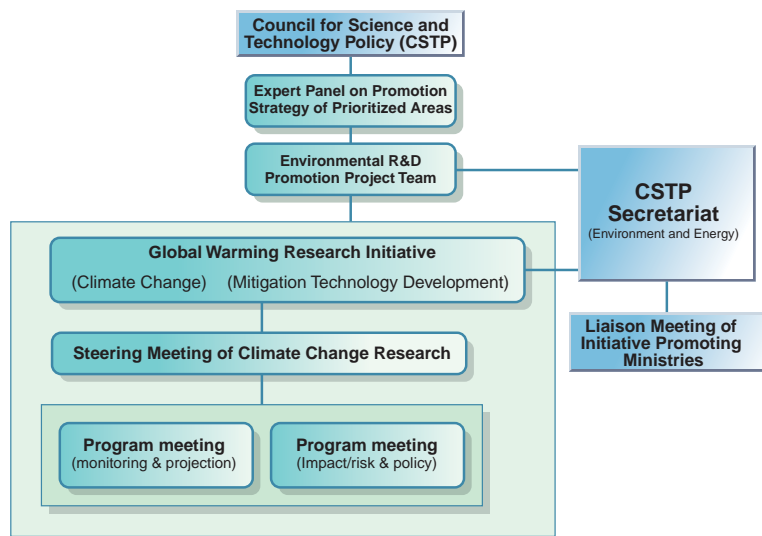 Council for Science and
Technology Policy (CSTP)
Expert Panel on Promotion
Strategy of Prioritized Areas
Environmental R&D
Promotion Project Team
CSTP
Secretariat
(Environment and Energy)
Global Warming Research Initiative
(Climate Change) (Mitigation Technology Development)
Liaison Meeting of
Initiative Promoting
Ministries
Steering Meeting of Climate Change Research
Program meeting
(monitoring & projection)
Program meeting
(Impact/risk & policy)